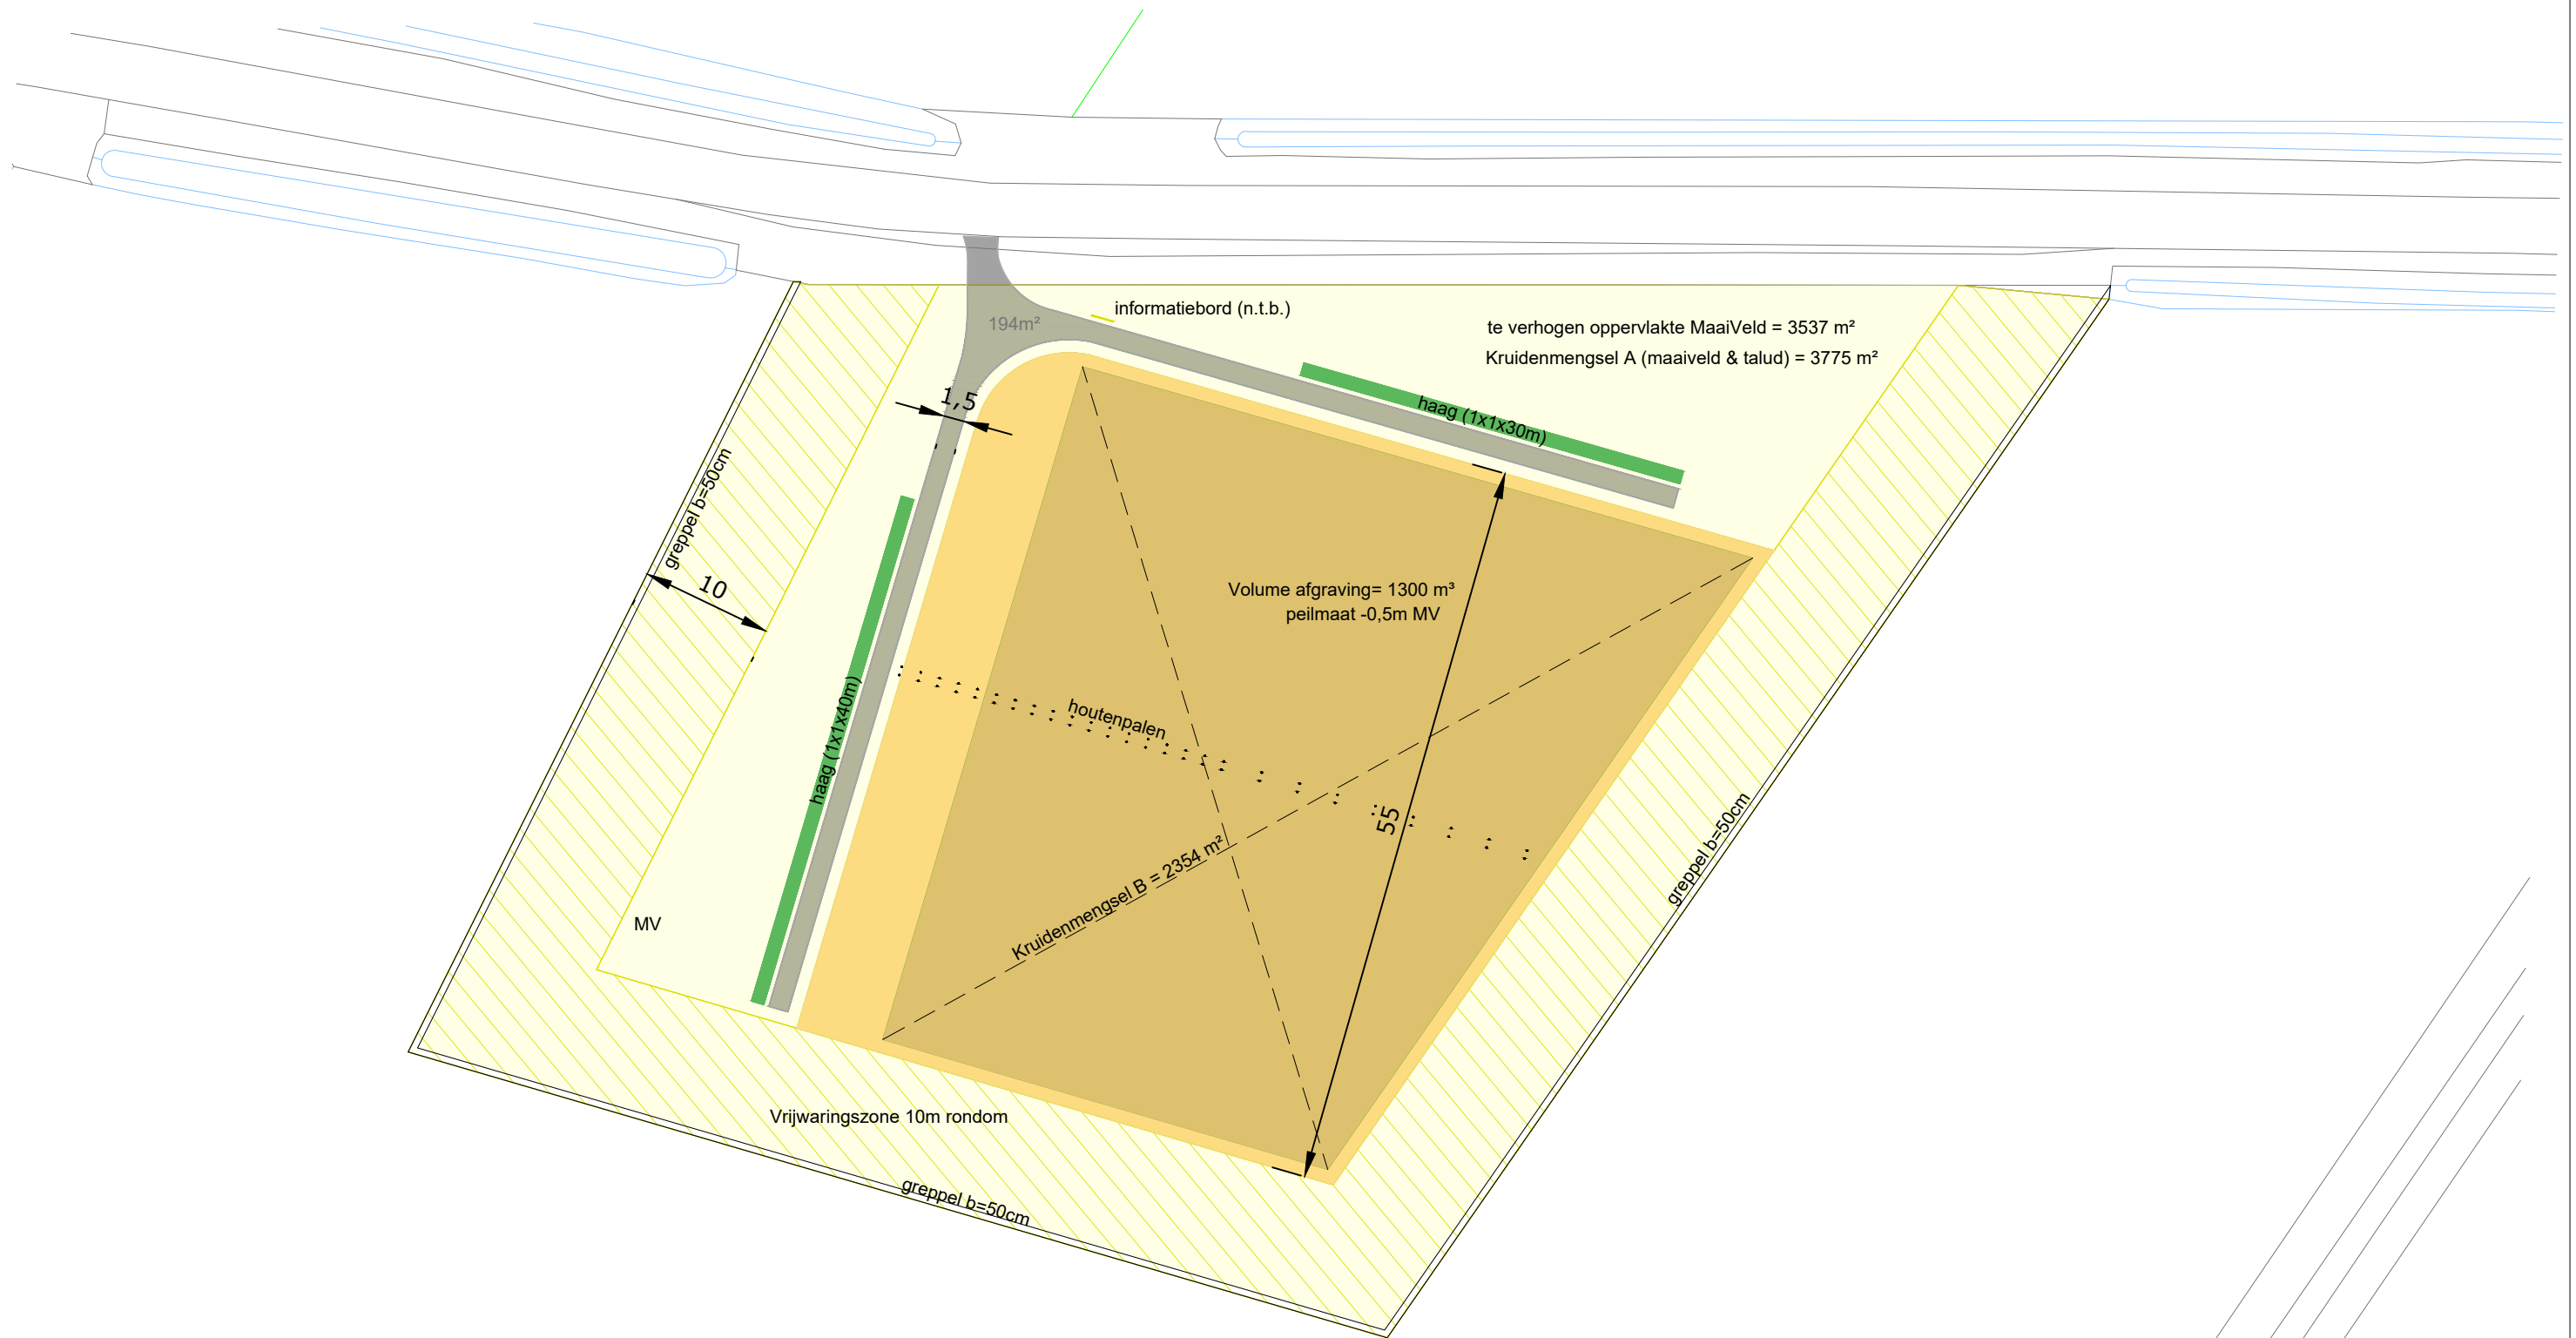 informatiebord (n.t.b.)
194m²
te verhogen oppervlakte MaaiVeld = 3537 m²
Kruidenmengsel A (maaiveld & talud) = 3775 m²
1,5
haag (1x1x30m)
greppel b=50cm
10
Volume afgraving= 1300 m³
peilmaat -0,5m MV
haag (1x1x40m)
houtenpalen
55
Kruidenmengsel B = 2354 m²
greppel b=50cm
MV
Vrijwaringszone 10m rondom
greppel b=50cm